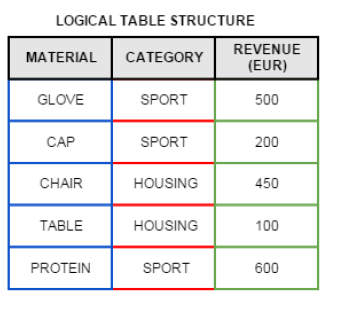 LOGICAL TABLE STRUCTURE
MATERIAL CATEGORY REVENUE (EUR)
GLOVE SPORT 500
CAP SPORT 200
CHAIR HOUSING 450
TABLE HOUSING 100
PROTEIN SPORT 600